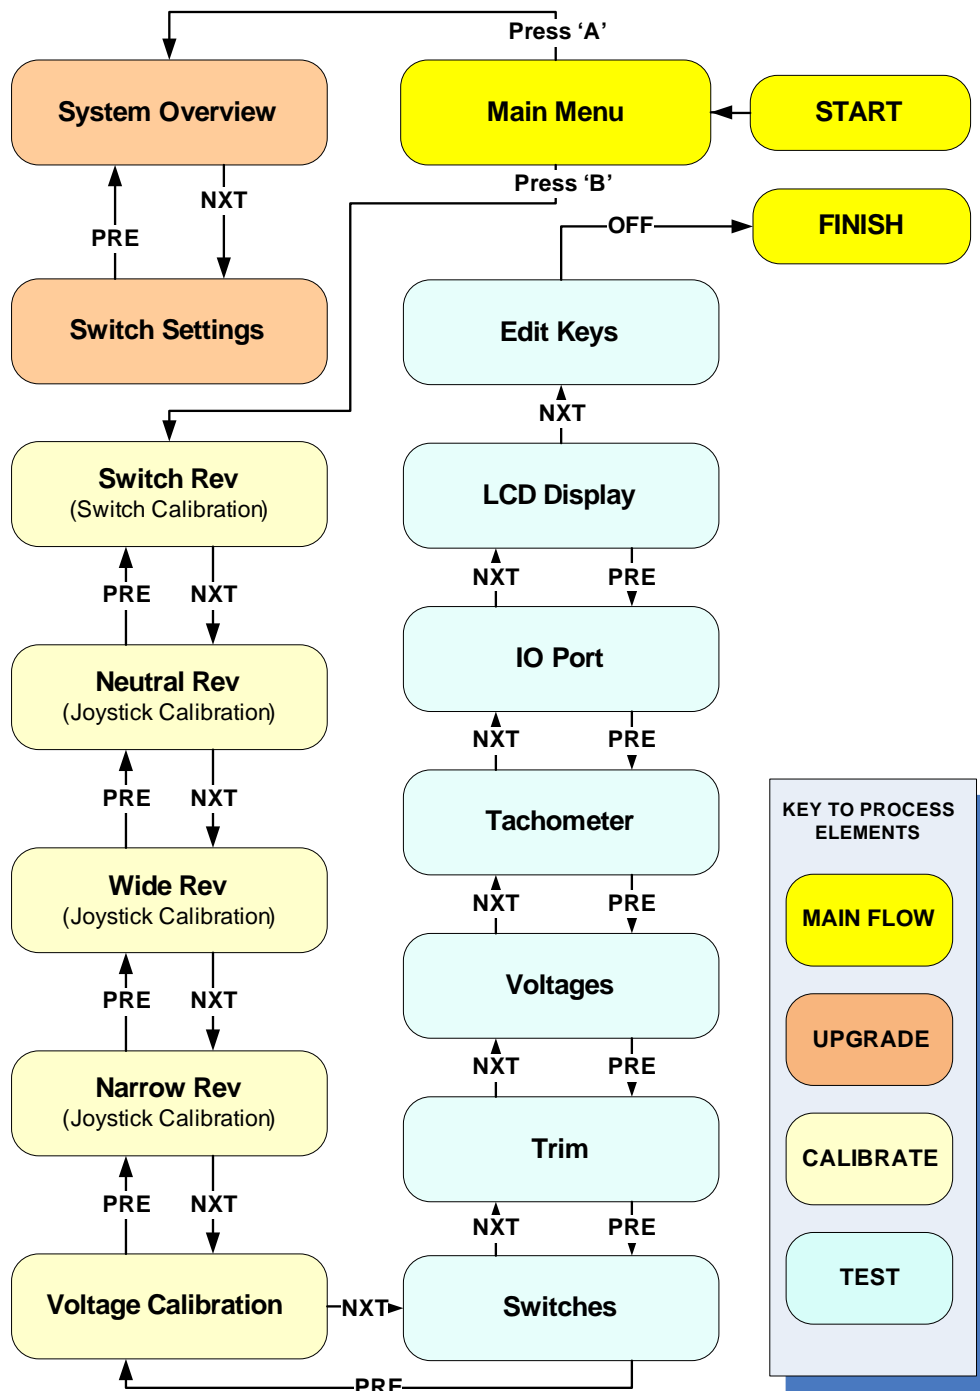 Press ‘A’
System Overview
Main Menu
START
Press ‘B’
NXT
PRE
OFF
FINISH
Switch Settings
Edit Keys
NXT
Switch Rev
(Switch Calibration)
LCD Display
PRE
NXT
NXT
PRE
Neutral Rev
(Joystick Calibration)
IO Port
PRE
NXT
NXT
PRE
Wide Rev
(Joystick Calibration)
Tachometer
PRE
NXT
NXT
PRE
Narrow Rev
(Joystick Calibration)
Voltages
NXT
PRE
Trim
PRE
NXT
NXT
PRE
Voltage Calibration
NXT
Switches
PRE
KEY TO PROCESS
ELEMENTS
MAIN FLOW
UPGRADE
CALIBRATE
TEST